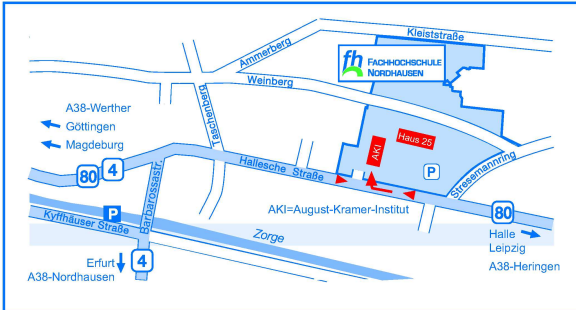 Kleiststraße
Ammerberg
fh FACHHOCHSCHULE
NORDHAUSEN
Weinberg
Taschenberg
A38-Werther
Göttingen
Magdeburg
Haus 25
AKI
P
Stresemannring
Hallesche Straße
80
4
Barbarossastr.
AKI=August-Kramer-Institut
P
Kyffhäuser Straße
80
Zorge
Halle
Leipzig
A38-Heringen
Erfurt
A38-Nordhausen
4